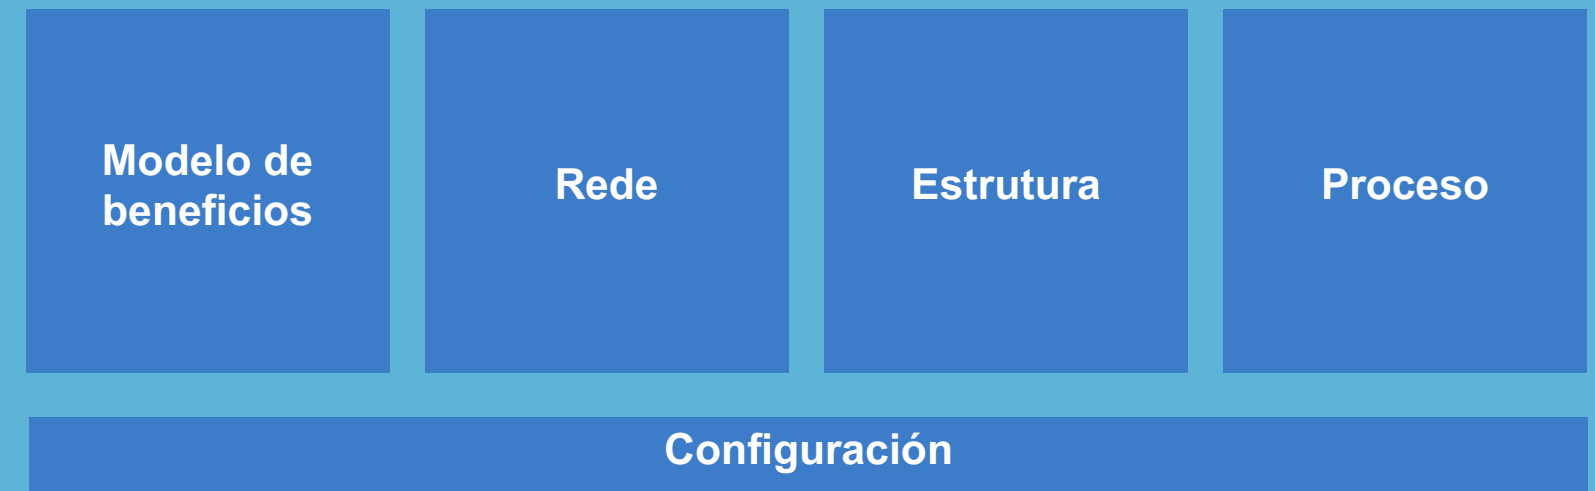 Modelo de
beneficios
Rede
Estrutura
Proceso
Configuración